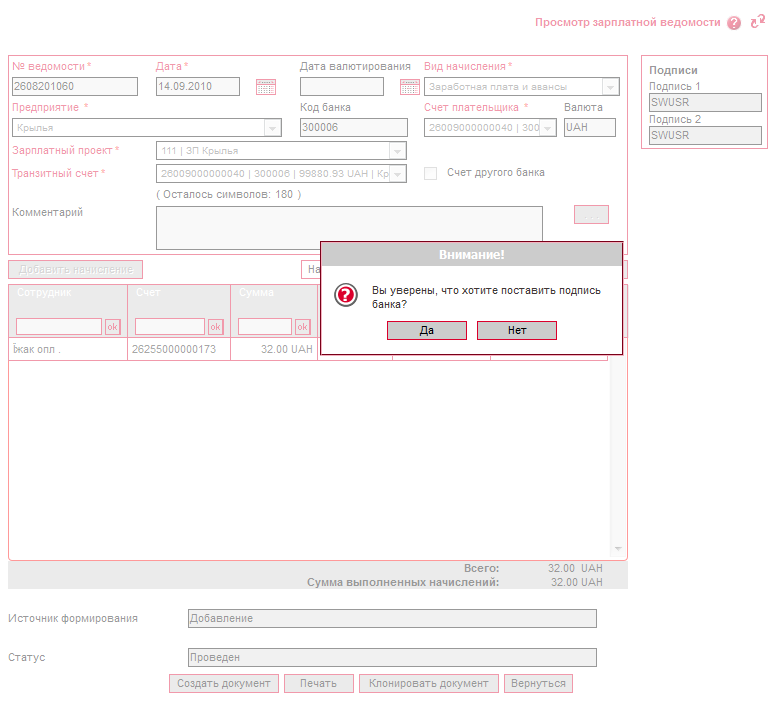 Просмотр зарплатной ведомости
№ ведомости * Дата * Дата валютирования Вид начисления *
2608201060 14.09.2010 Заработная плата и авансы
Предприятие * Код банка Счет плательщика * Валюта
Крылья 300006 26009000000040 | 300 UAH
Зарплатный проект * 111 | ЗП Крылья
Транзитный счет * 26009000000040 | 300006 | 99880.93 UAH | Кр Счет другого банка
( Осталось символов: 180 )
Комментарий
Подписи
Подпись 1
SWUSR
Подпись 2
SWUSR
Добавить начисление На
Внимание!
Вы уверены, что хотите поставить подпись
банка?
Да Нет
Сотрудник Счет Сумма
ok ok ok
Їжак опл . 26255000000173 32.00 UAH
Всего: 32.00 UAH
Сумма выполненных начислений: 32.00 UAH
Источник формирования Добавление
Статус Проведен
Создать документ Печать Клонировать документ Вернуться